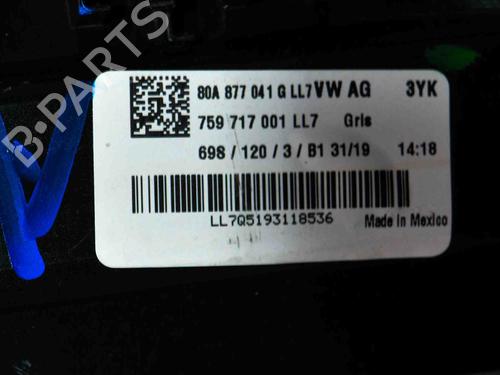 80A 877 041 G LL7 VW AG 3YK
759 717 001 LL7 Gris
698 / 120 / 3 / B1 31/19 14:18
LL7Q5193118536
Made in Mexico
B-PARTS